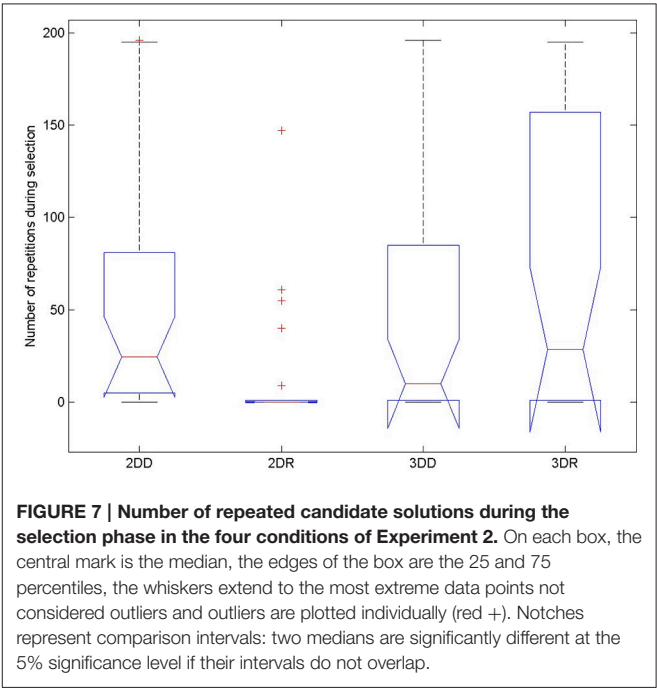 200
150
100
50
0
Number of repetitions during selection
2DD 2DR 3DD 3DR
FIGURE 7 | Number of repeated candidate solutions during the
selection phase in the four conditions of Experiment 2. On each box, the
central mark is the median, the edges of the box are the 25 and 75
percentiles, the whiskers extend to the most extreme data points not
considered outliers and outliers are plotted individually (red +). Notches
represent comparison intervals: two medians are significantly different at the
5% significance level if their intervals do not overlap.